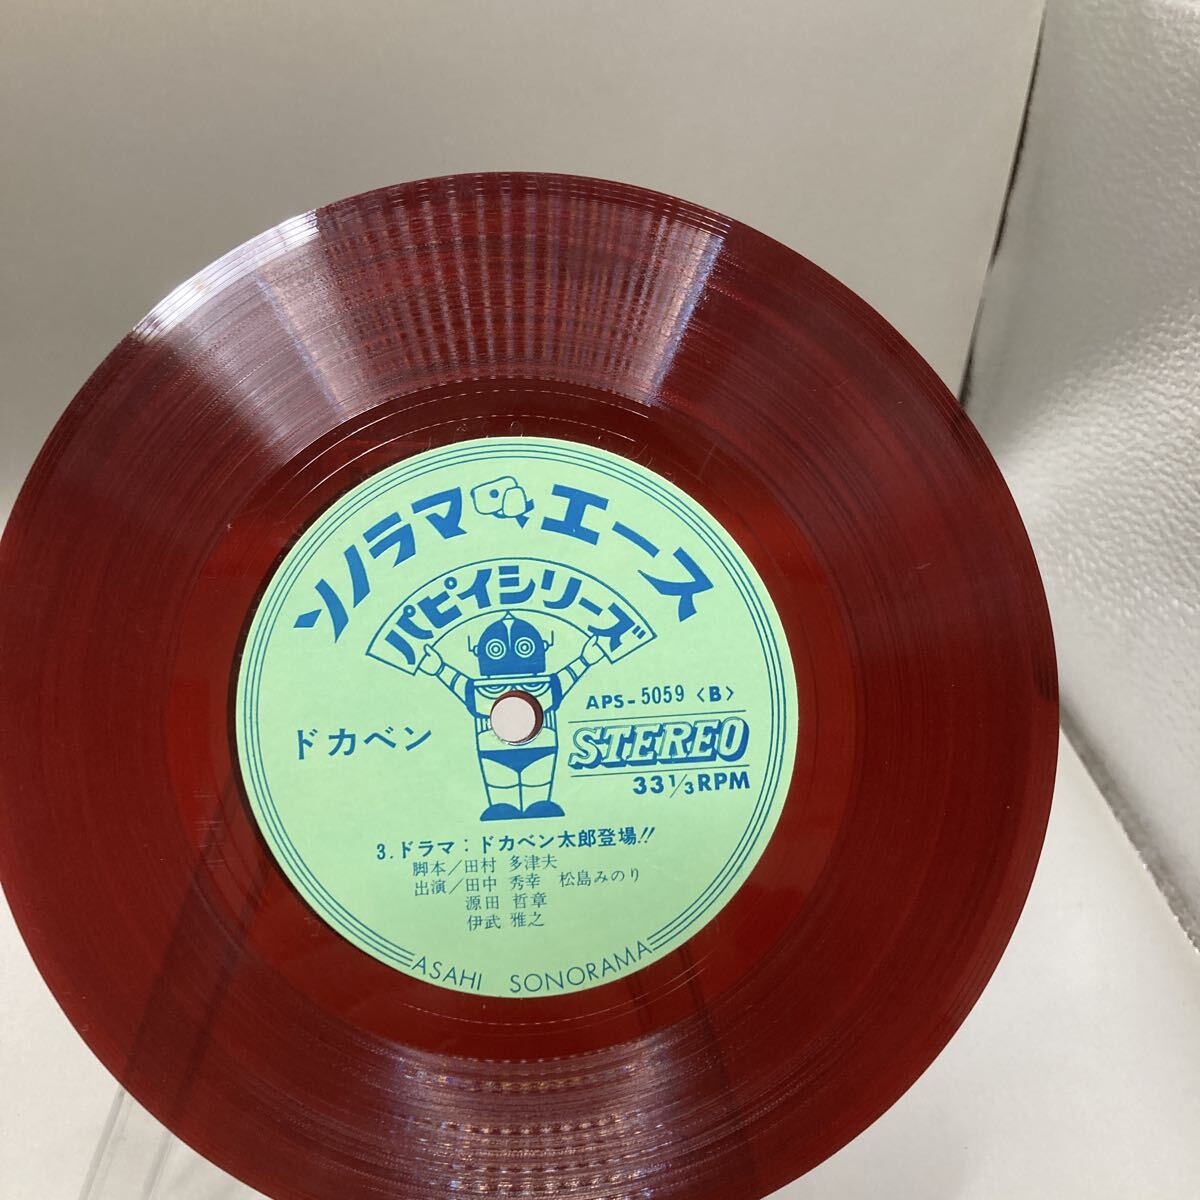 ソノラマエース
パピイシリーズ
APS-5059 〈B〉
ドカベン
STEREO
33 1/3 RPM
3.ドラマ：ドカベン太郎登場!!
脚本／田村 多津夫
出演／田中 秀幸 松島みのり
源田 哲章
伊武 雅之
ASAHI SONORAMA